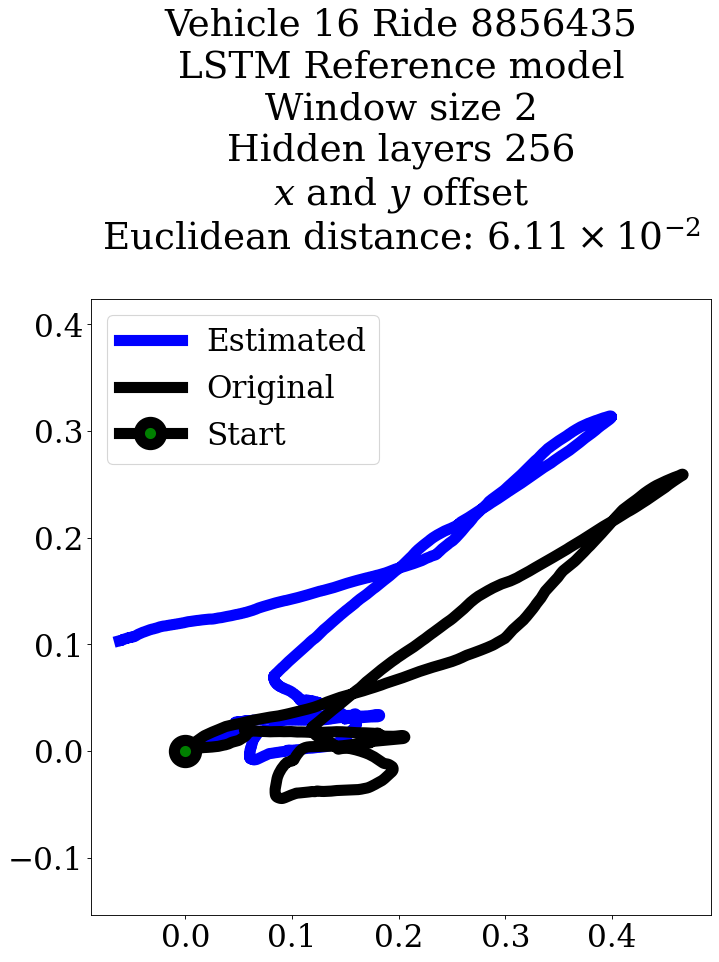 Vehicle 16 Ride 8856435
LSTM Reference model
Window size 2
Hidden layers 256
x and y offset
Euclidean distance: 6.11 × 10⁻²
Estimated
Original
Start
0.4
0.3
0.2
0.1
0.0
−0.1
0.0 0.1 0.2 0.3 0.4